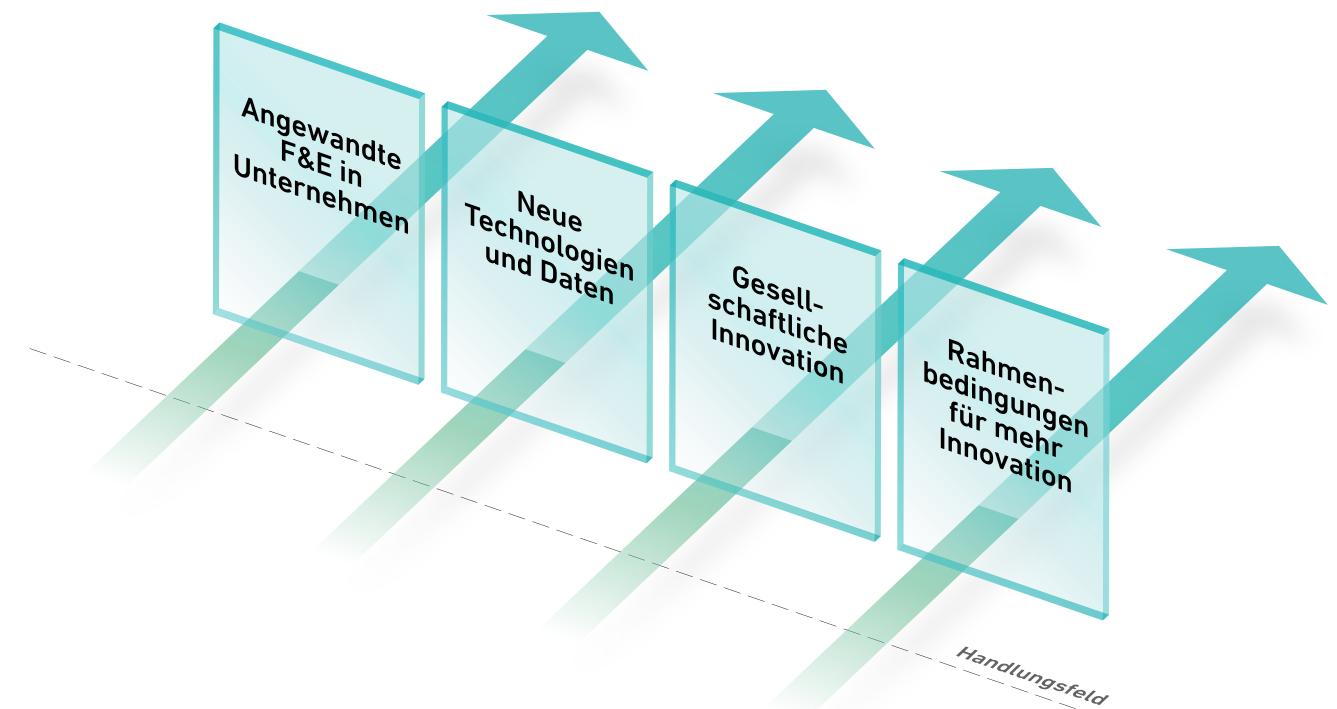 Angewandte
F&E in
Unternehmen
Neue
Technologien
und Daten
Gesell-
schaftliche
Innovation
Rahmen-
bedingungen
für mehr
Innovation
Handlungsfeld